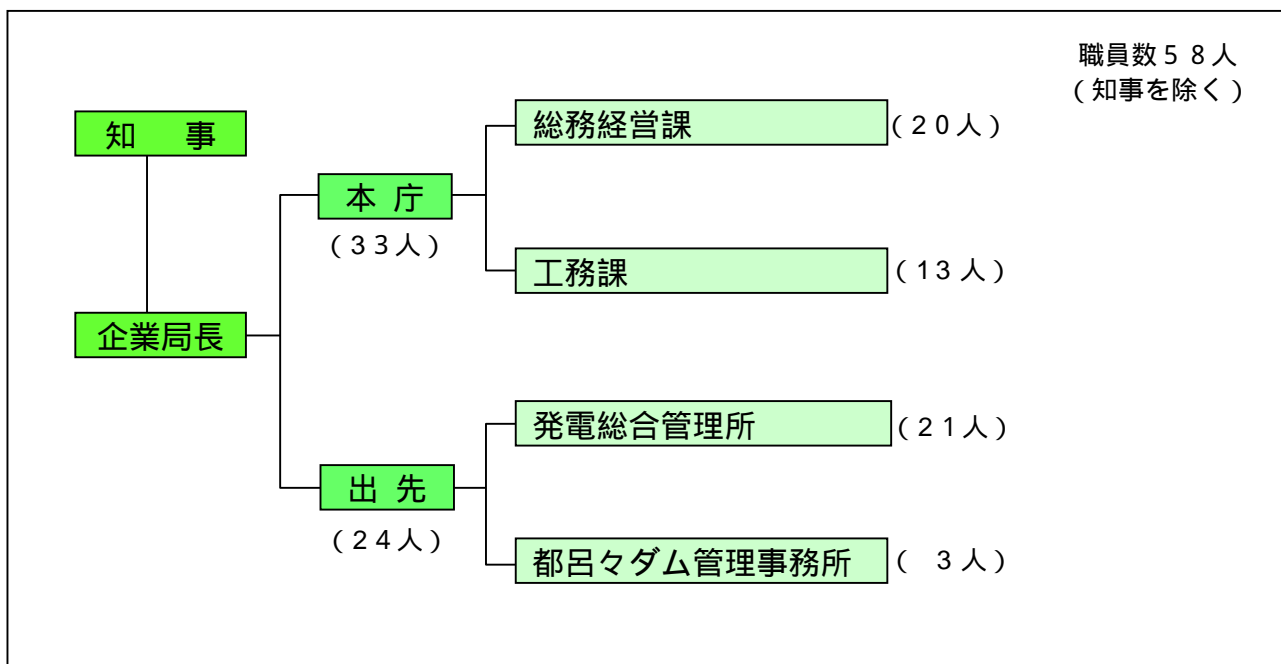 職員数５８人
（知事を除く）
知　事
企業局長
本 庁
（３３人）
総務経営課 （２０人）
工務課 （１３人）
出 先
（２４人）
発電総合管理所 （２１人）
都呂々ダム管理事務所 （　３人）